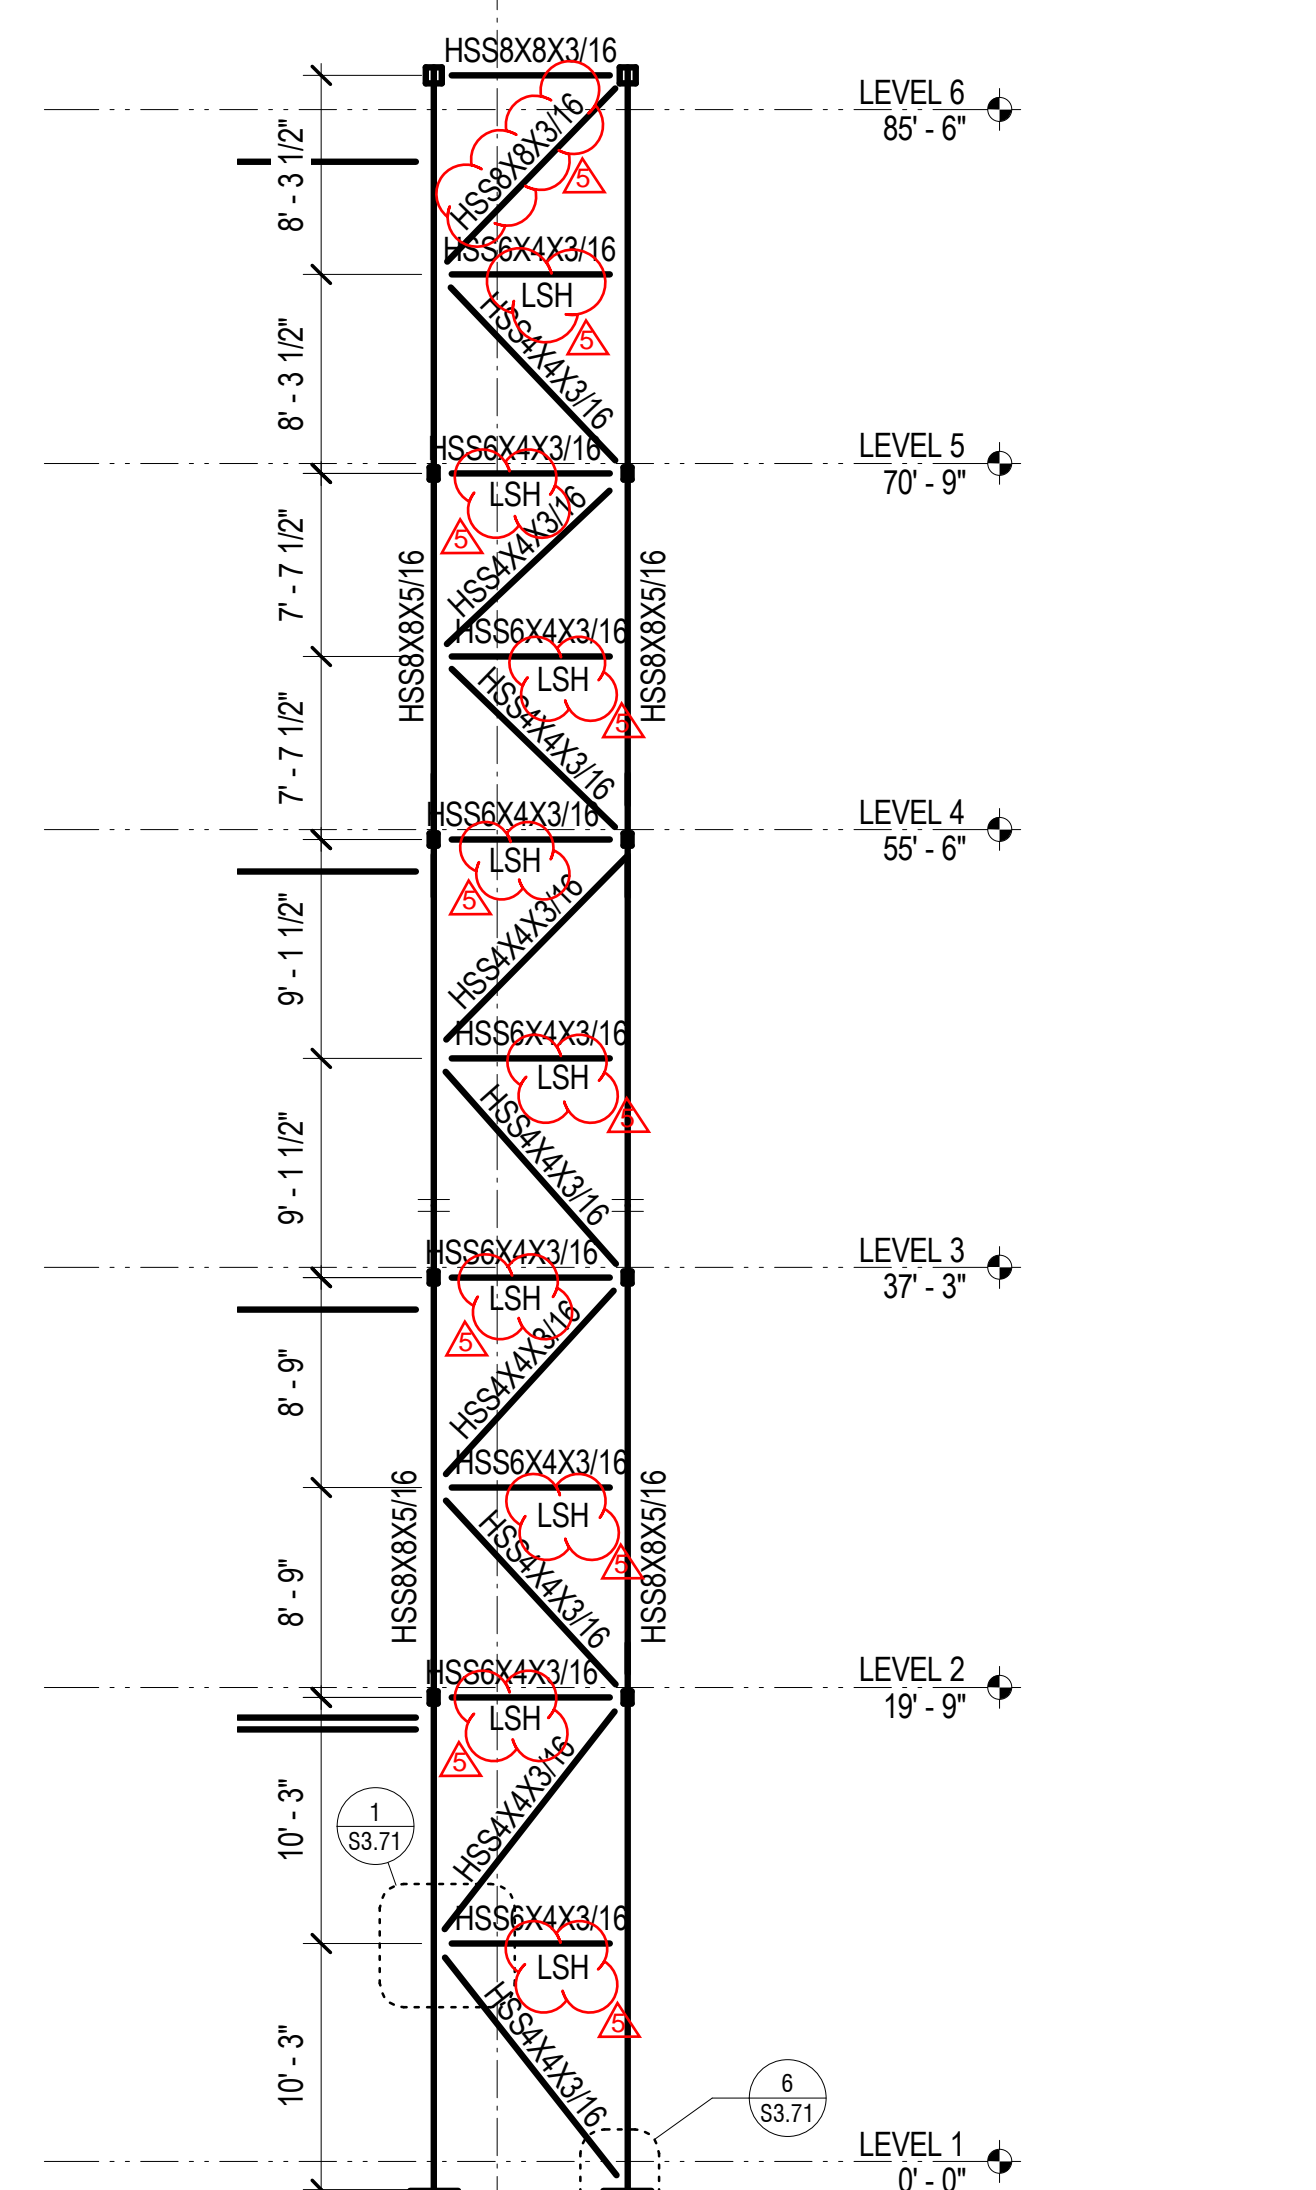 HSS8X8X3/16
LEVEL 6
85' - 6"
8' - 3 1/2"
HSS8X8X3/16
5
HSS6X4X3/16
LSH
5
HSS4X4X3/16
8' - 3 1/2"
LEVEL 5
70' - 9"
HSS6X4X3/16
LSH
5
HSS4X4X3/16
7' - 7 1/2"
HSS8X8X5/16
HSS8X8X5/16
HSS6X4X3/16
LSH
5
HSS4X4X3/16
7' - 7 1/2"
LEVEL 4
55' - 6"
HSS6X4X3/16
LSH
5
HSS4X4X3/16
9' - 1 1/2"
HSS6X4X3/16
LSH
5
HSS4X4X3/16
9' - 1 1/2"
LEVEL 3
37' - 3"
HSS6X4X3/16
LSH
5
HSS4X4X3/16
8' - 9"
HSS6X4X3/16
LSH
5
HSS8X8X5/16
HSS8X8X5/16
HSS4X4X3/16
8' - 9"
LEVEL 2
19' - 9"
HSS6X4X3/16
LSH
5
HSS4X4X3/16
10' - 3"
1
S3.71
HSS6X4X3/16
LSH
5
HSS4X4X3/16
10' - 3"
6
S3.71
LEVEL 1
0' - 0"